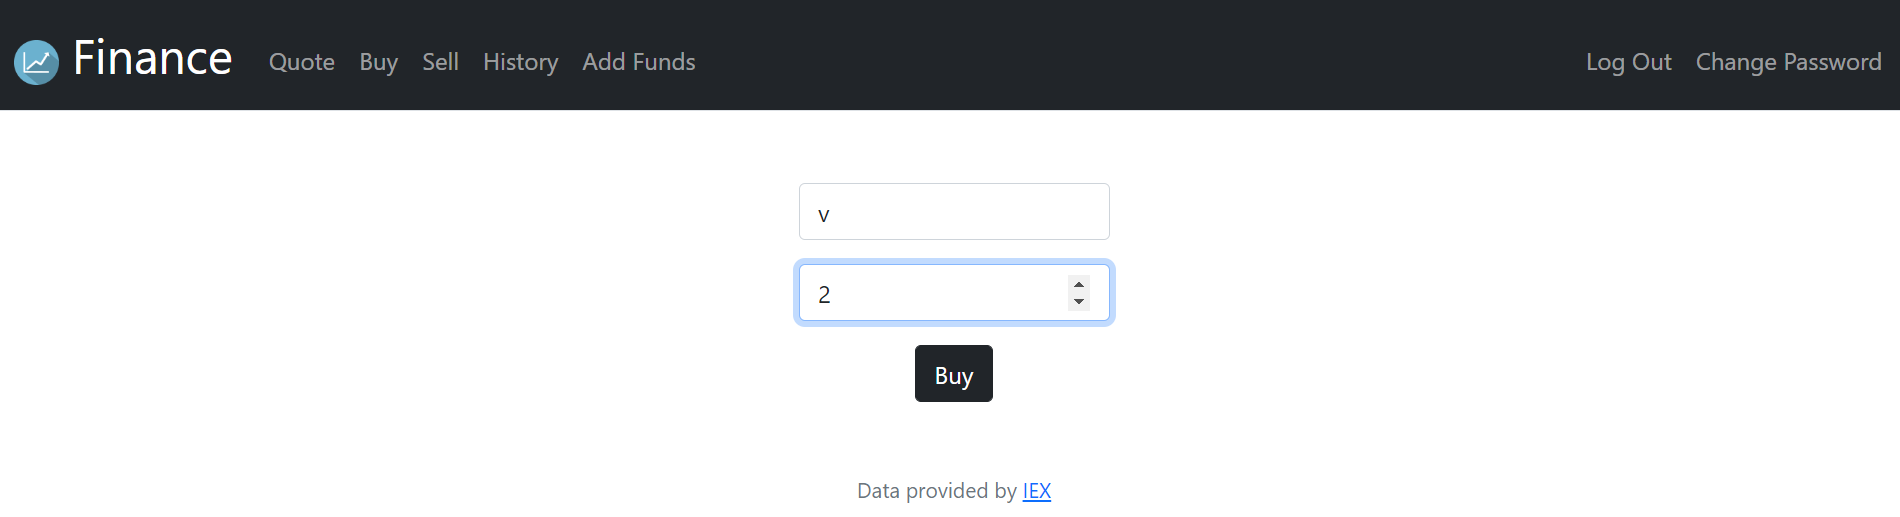 Finance Quote Buy Sell History Add Funds Log Out Change Password
v
2
Buy
Data provided by IEX